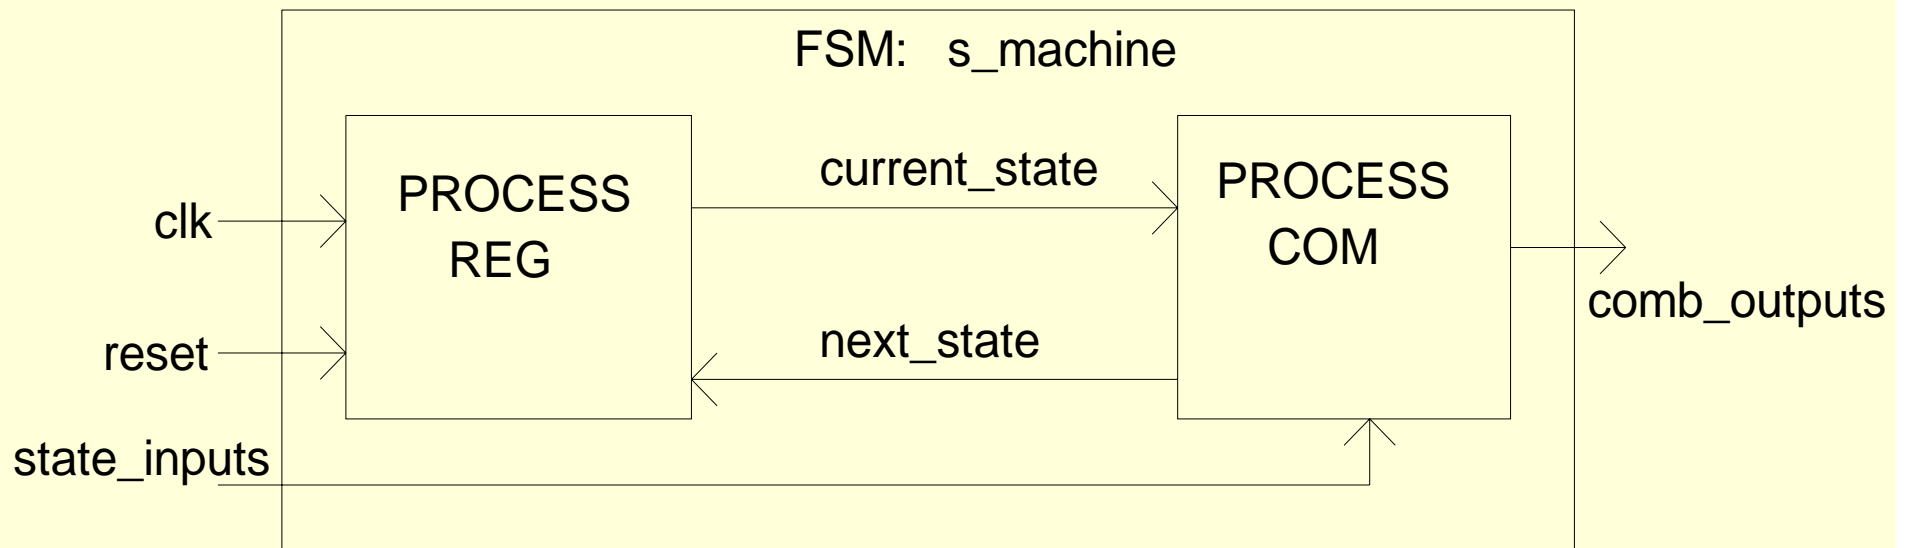 FSM: s_machine
PROCESS
REG
current_state
PROCESS
COM
clk
comb_outputs
next_state
reset
state_inputs